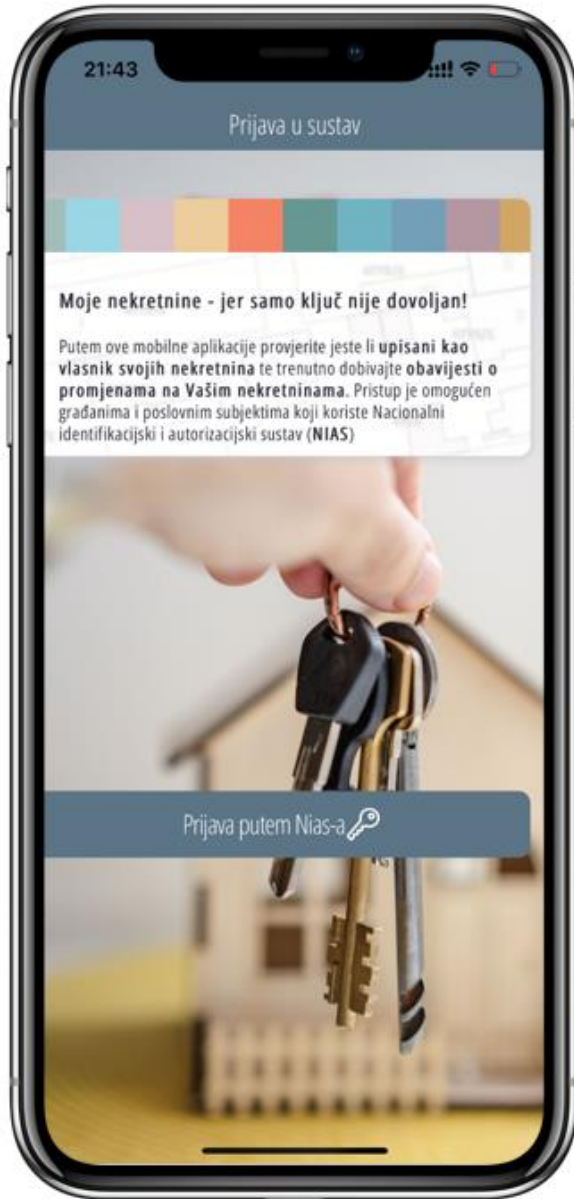 21:43
Prijava u sustav
Moje nekretnine - jer samo ključ nije dovoljan!
Putem ove mobilne aplikacije provjerite jeste li upisani kao
vlasnik svojih nekretnina te trenutno dobivajte obavijesti o
promjenama na Vašim nekretninama. Pristup je omogućen
građanima i poslovnim subjektima koji koriste Nacionalni
identifikacijski i autorizacijski sustav (NIAS)
Prijava putem Nias-a